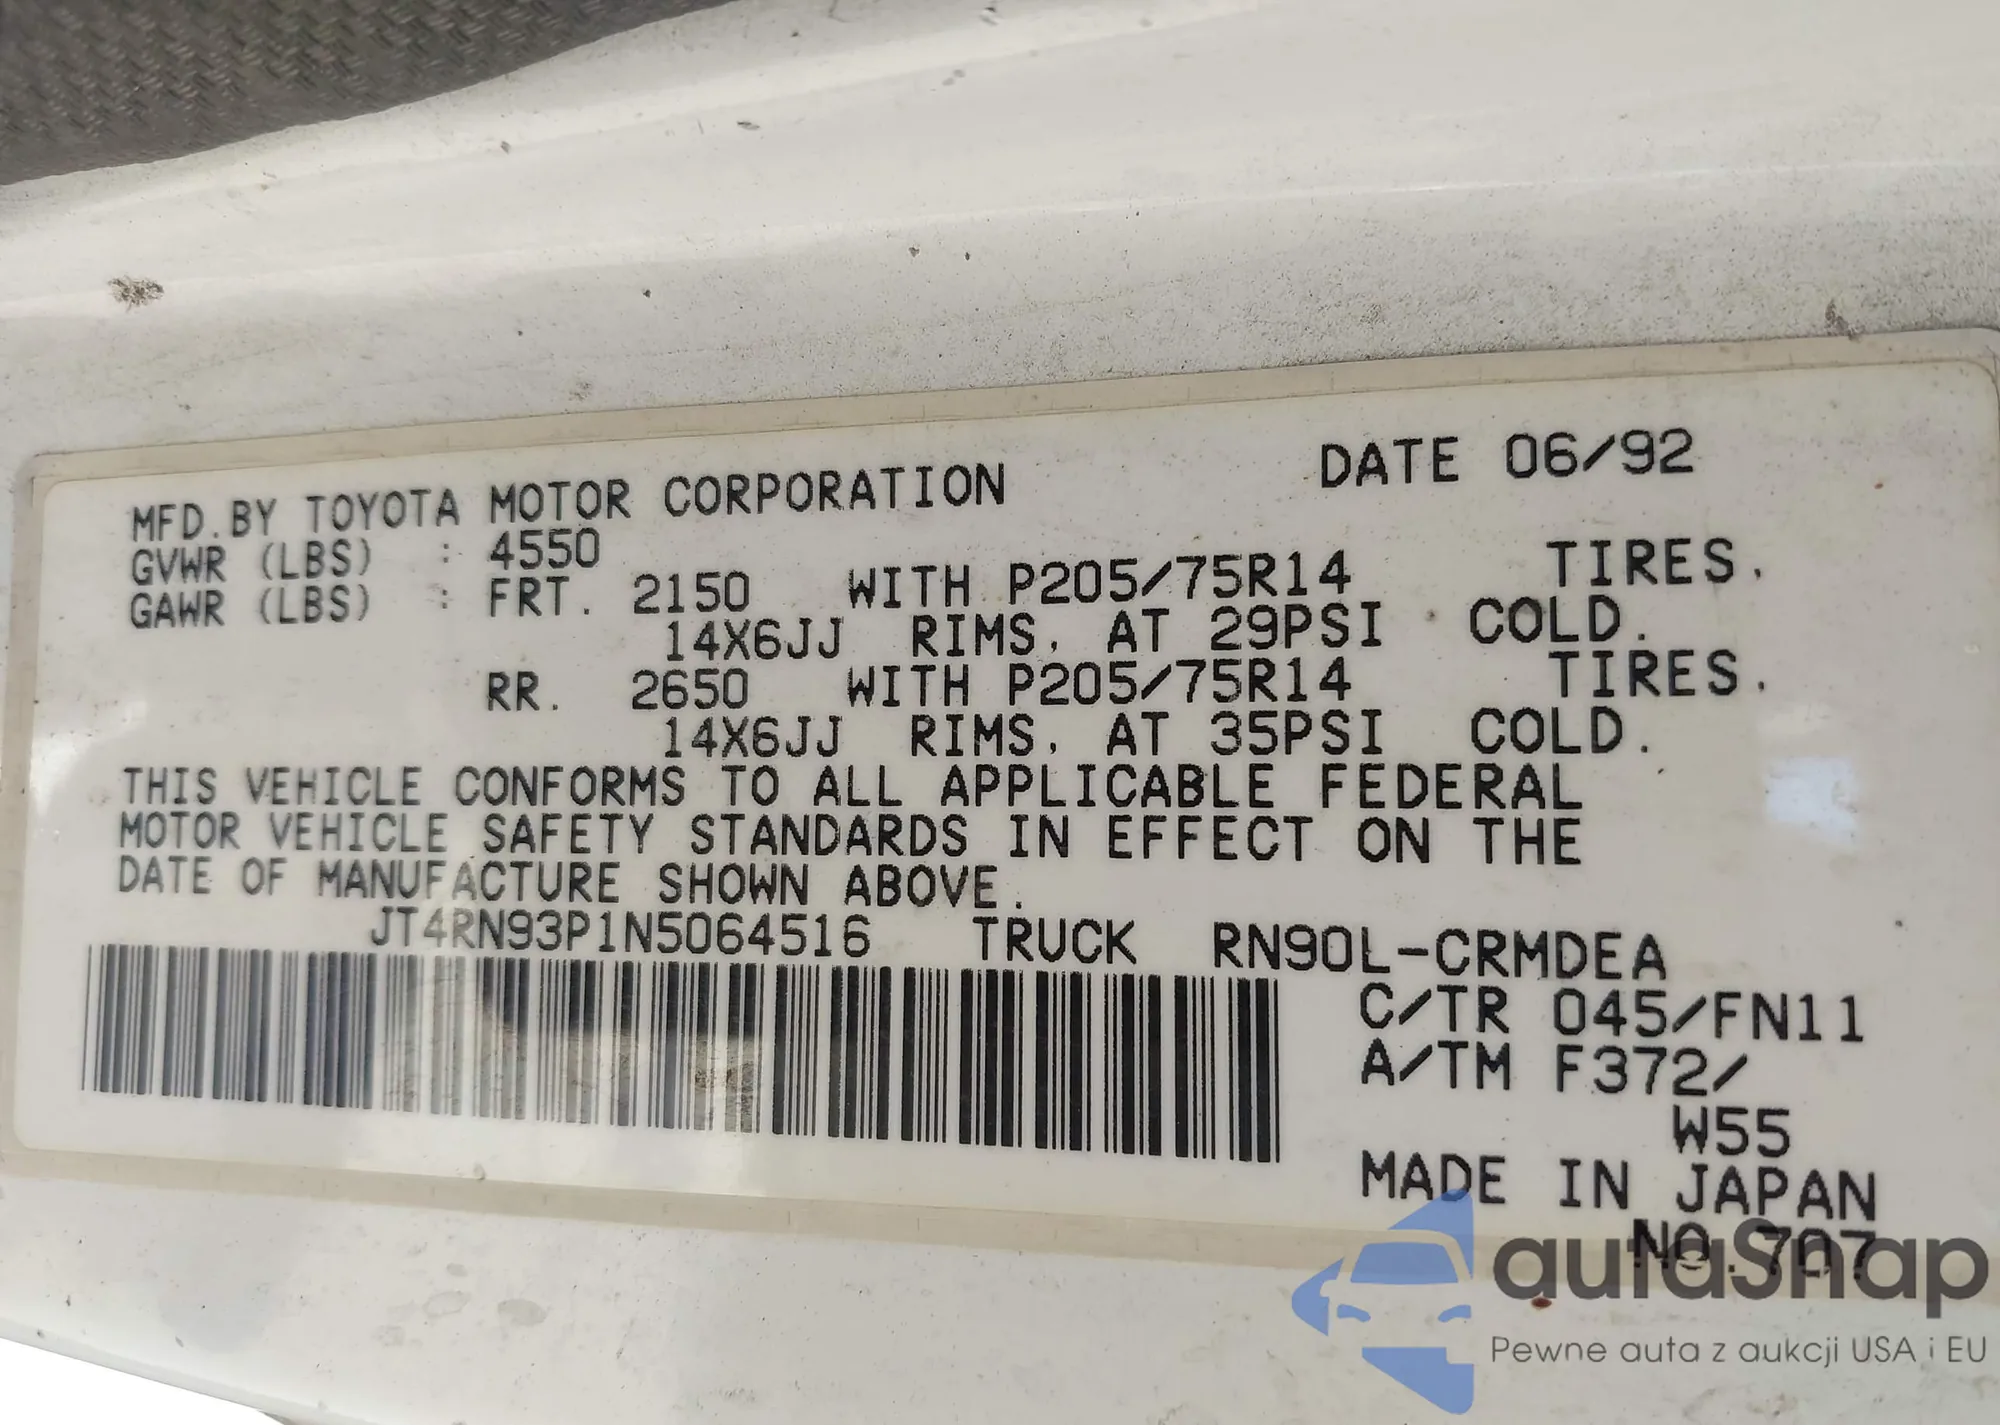 MFD.BY TOYOTA MOTOR CORPORATION DATE 06/92
GVWR (LBS) : 4550
GAWR (LBS) : FRT. 2150 WITH P205/75R14 TIRES.
14X6JJ RIMS. AT 29PSI COLD.
RR. 2650 WITH P205/75R14 TIRES.
14X6JJ RIMS. AT 35PSI COLD.
THIS VEHICLE CONFORMS TO ALL APPLICABLE FEDERAL
MOTOR VEHICLE SAFETY STANDARDS IN EFFECT ON THE
DATE OF MANUFACTURE SHOWN ABOVE.
JT4RN93P1N5064516 TRUCK RN90L-CRMDEA
C/TR 045/FN11
A/TM F372/
W55
MADE IN JAPAN
NO.707
autaSnap
Pewne auta z aukcji USA i EU